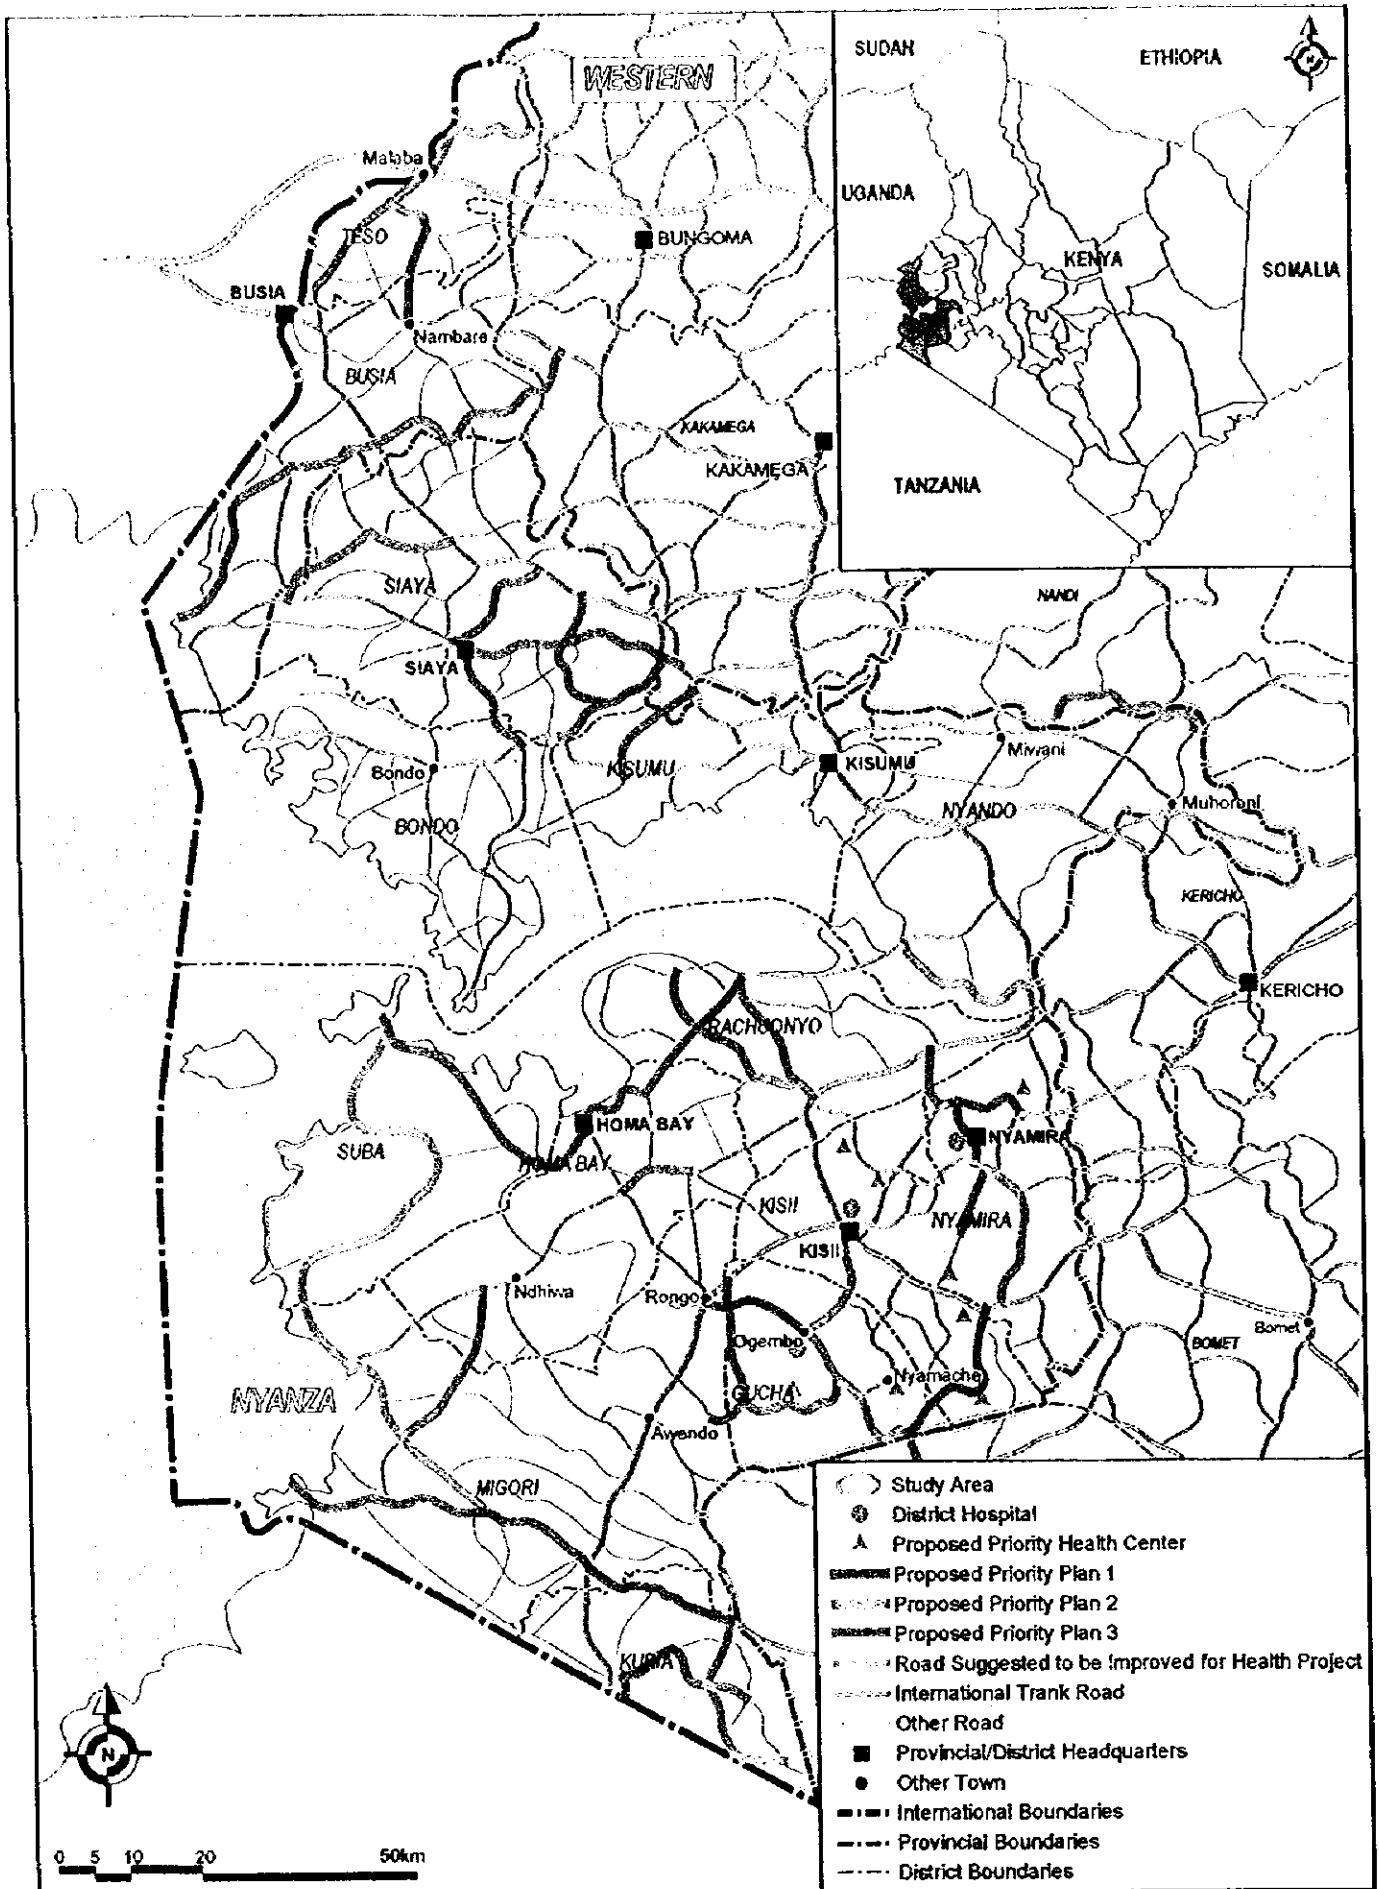 WESTERN
SUDAN
ETHIOPIA
N
UGANDA
KENYA
SOMALIA
TANZANIA
Malaba
TESO
BUNGOMA
BUSIA
Nambare
BUSIA
KAKAMEGA
KAKAMEGA
SIAYA
NANDI
SIAYA
Miwani
KISUMU
KISUMU
Bondo
NYANDO
Muhoroni
BONDO
KERICHO
KERICHO
RACHUONYO
HOMA BAY
NYAMIRA
SUBA
HOMA BAY
KISII
NYAMIRA
KISII
Ndhiwa
Rongo
Ogembo
Bomet
BOMET
Nyamache
GUCHA
NYANZA
Awendo
MIGORI
KURIA
N
0 5 10 20 50km
Study Area
District Hospital
Proposed Priority Health Center
Proposed Priority Plan 1
Proposed Priority Plan 2
Proposed Priority Plan 3
Road Suggested to be Improved for Health Project
International Trank Road
Other Road
Provincial/District Headquarters
Other Town
International Boundaries
Provincial Boundaries
District Boundaries